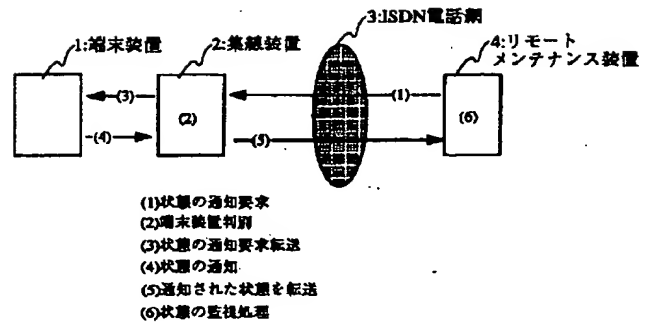 1:端末装置
2:集線装置
3:ISDN電話網
4:リモート
メンテナンス装置
(3)
(4)
(2)
(5)
(1)
(6)
(1)状態の通知要求
(2)端末装置判別
(3)状態の通知要求転送
(4)状態の通知
(5)通知された状態を転送
(6)状態の監視処理